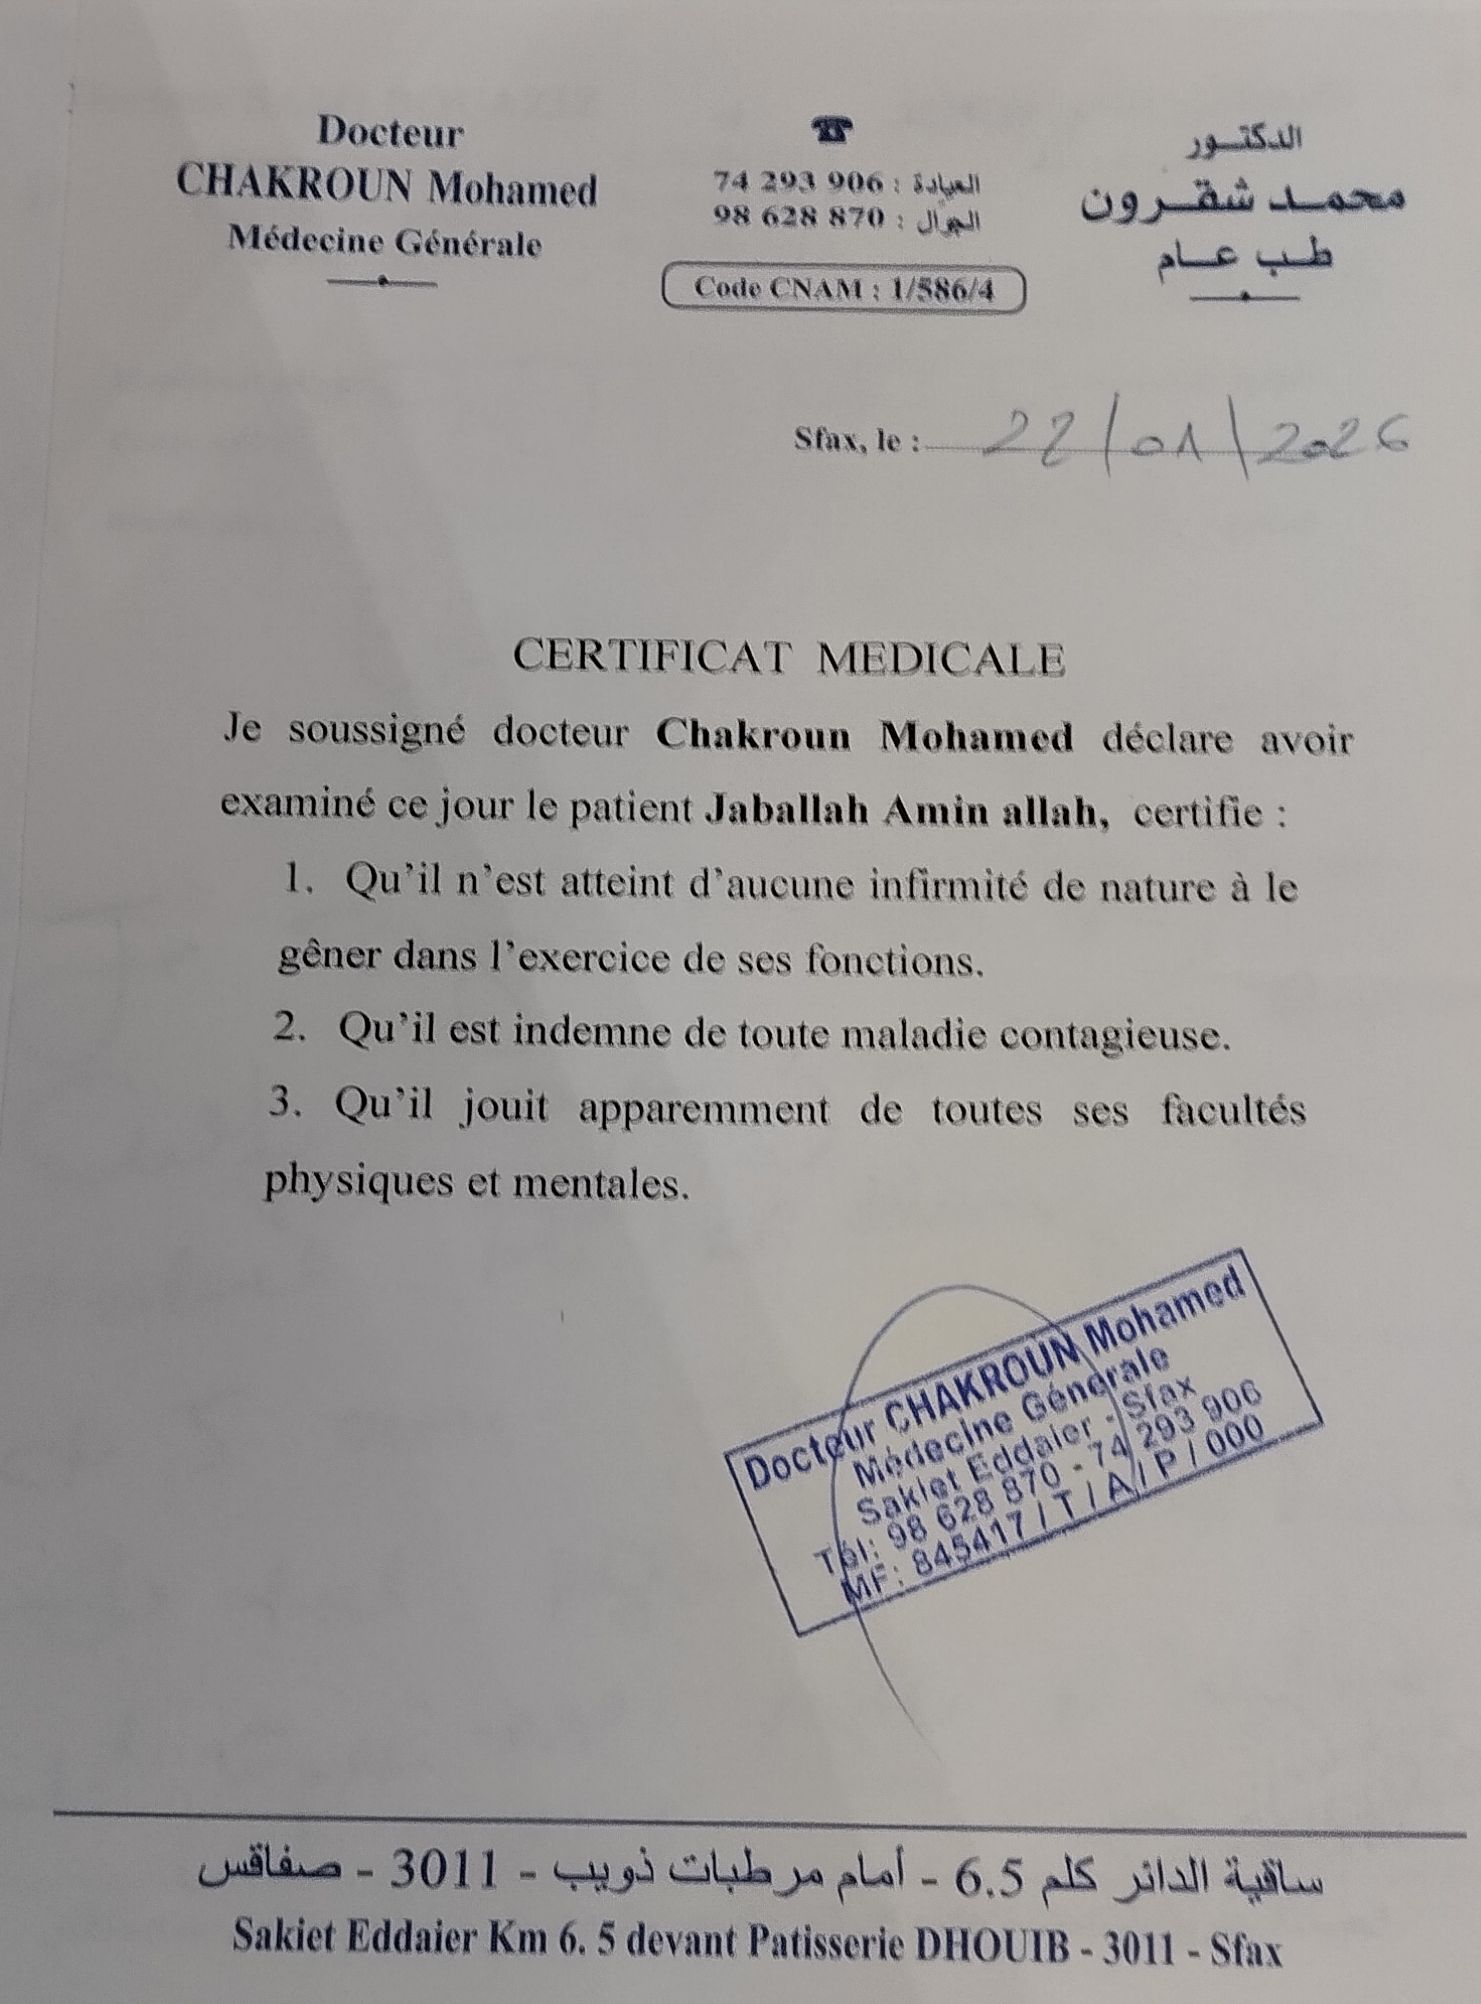 Docteur
CHAKROUN Mohamed
Médecine Générale
☎
74 293 906 : العيادة
98 628 870 : الجوال
Code CNAM : 1/586/4
الدكتور
محمد شقرون
طب عام
Sfax, le : 22/01/2026
CERTIFICAT MEDICALE
Je soussigné docteur Chakroun Mohamed déclare avoir
examiné ce jour le patient Jaballah Amin allah, certifie :
1. Qu'il n'est atteint d'aucune infirmité de nature à le
gêner dans l'exercice de ses fonctions.
2. Qu'il est indemne de toute maladie contagieuse.
3. Qu'il jouit apparemment de toutes ses facultés
physiques et mentales.
Docteur CHAKROUN Mohamed
Médecine Générale
Sakiet Eddaier - Sfax
Tél: 98 628 870 - 74 293 906
MF: 845417 / T / A / P / 000
ساقية الدائر كلم 6.5 - أمام مرطبات ذويب - 3011 - صفاقس
Sakiet Eddaier Km 6. 5 devant Patisserie DHOUIB - 3011 - Sfax